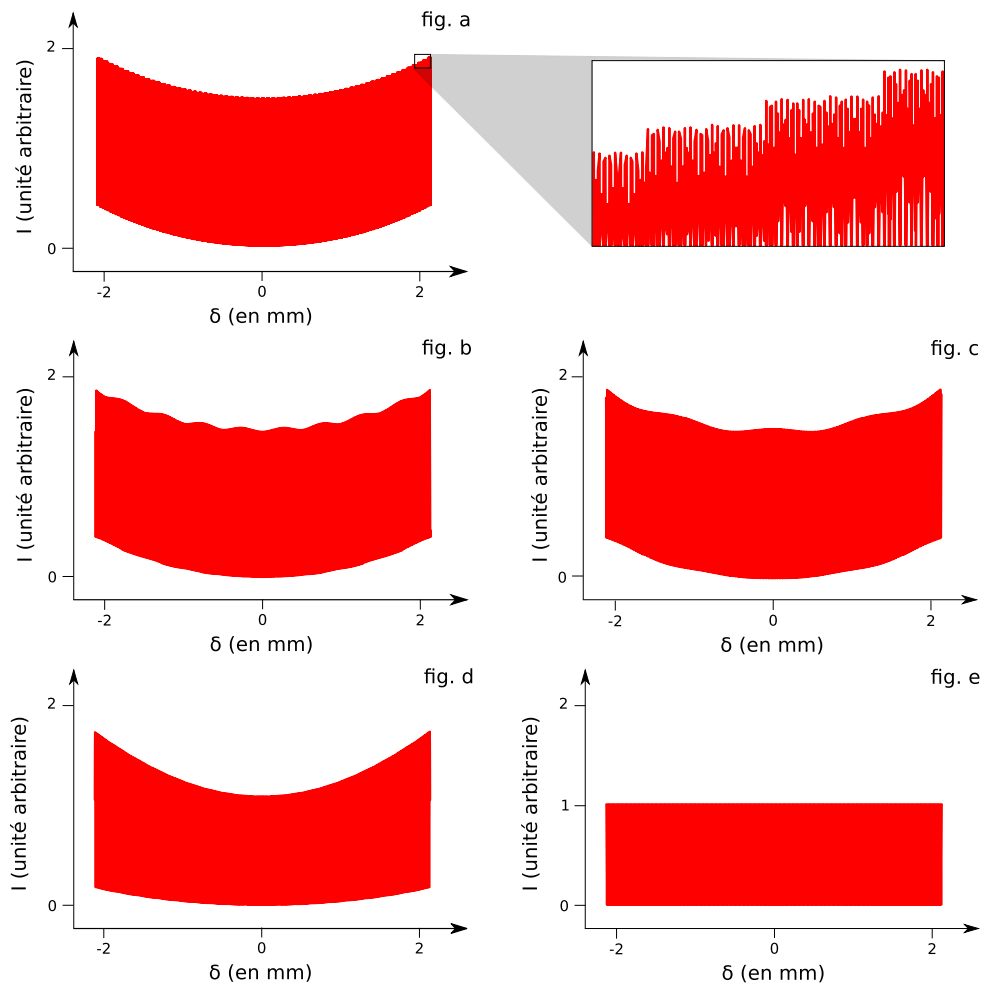 fig. a
2
0
I (unité arbitraire)
-2 0 2
δ (en mm)
fig. b
2
0
I (unité arbitraire)
-2 0 2
δ (en mm)
fig. c
2
0
I (unité arbitraire)
-2 0 2
δ (en mm)
fig. d
2
0
I (unité arbitraire)
-2 0 2
δ (en mm)
fig. e
2
1
0
I (unité arbitraire)
-2 0 2
δ (en mm)